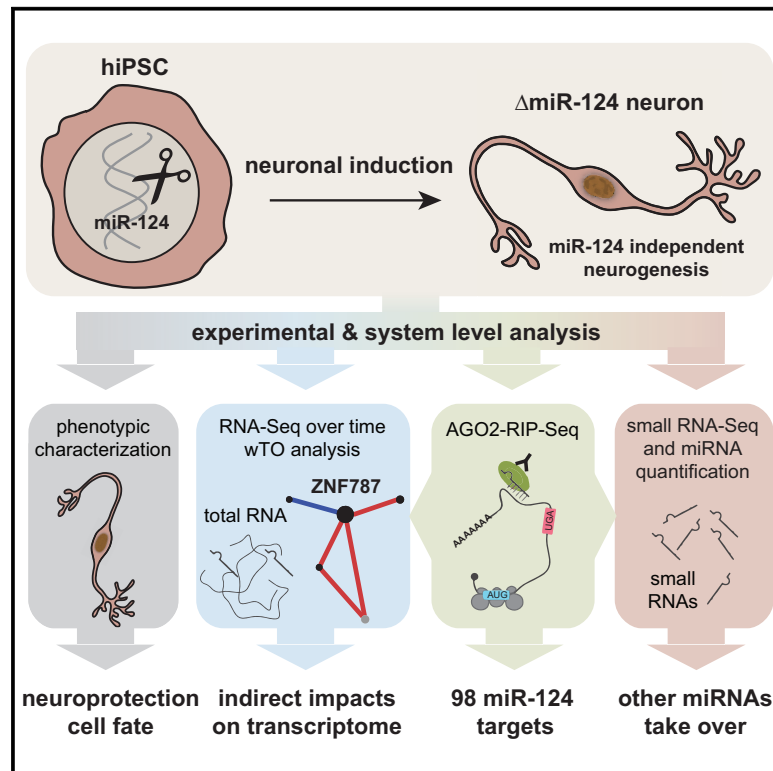 hiPSC
miR-124
neuronal induction
ΔmiR-124 neuron
miR-124 independent
neurogenesis
experimental & system level analysis
phenotypic
characterization
RNA-Seq over time
wTO analysis
ZNF787
total RNA
AGO2-RIP-Seq
AAAAAAA
UGA
AUG
small RNA-Seq
and miRNA
quantification
small
RNAs
neuroprotection
cell fate
indirect impacts
on transcriptome
98 miR-124
targets
other miRNAs
take over